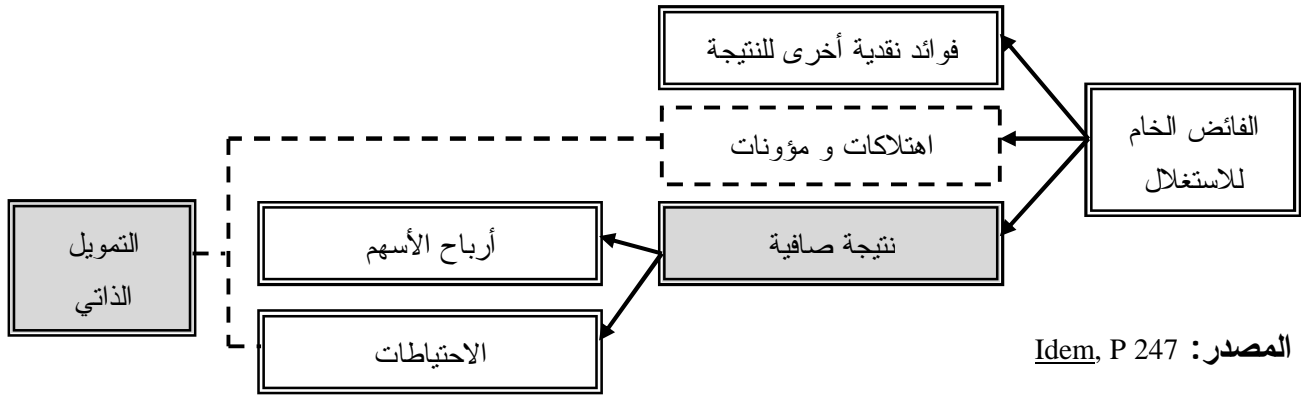 فوائد نقدية أخرى للنتيجة
الفائض الخام
للاستغلال
اهتلاكات و مؤونات
نتيجة صافية
أرباح الأسهم
الاحتياطات
التمويل
الذاتي
المصدر: Idem, P 247